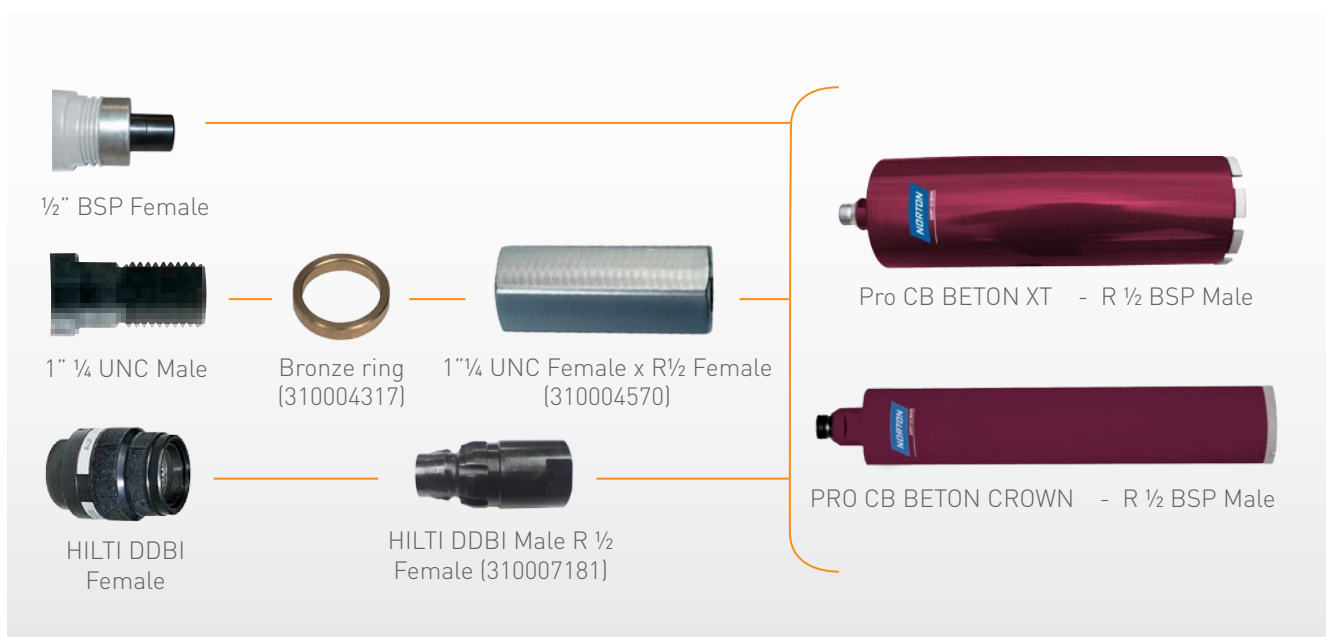 ½” BSP Female
1” ¼ UNC Male
Bronze ring
(310004317)
1”¼ UNC Female x R½ Female
(310004570)
HILTI DDBI
Female
HILTI DDBI Male R ½
Female (310007181)
NORTON
Pro CB BETON XT - R ½ BSP Male
NORTON
PRO CB BETON CROWN - R ½ BSP Male